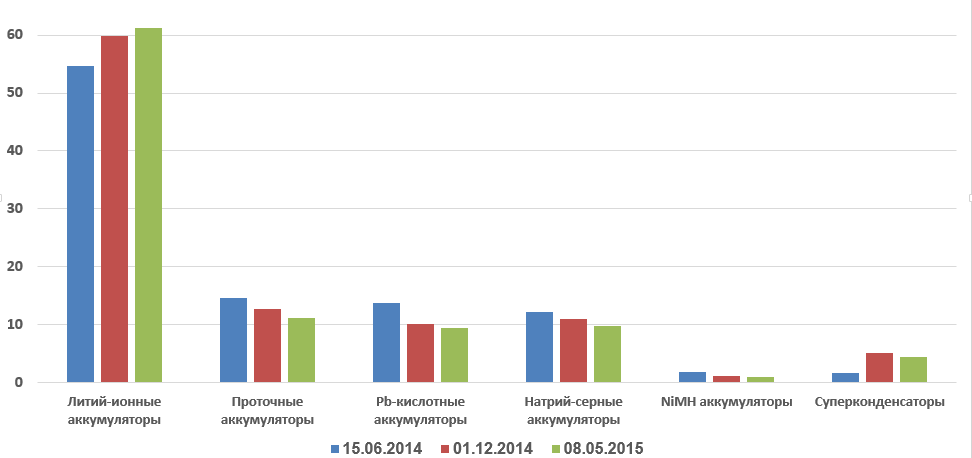 60
50
40
30
20
10
0
Литий-ионные
аккумуляторы
Проточные
аккумуляторы
Pb-кислотные
аккумуляторы
Натрий-серные
аккумуляторы
NiMH аккумуляторы
Суперконденсаторы
15.06.2014 01.12.2014 08.05.2015